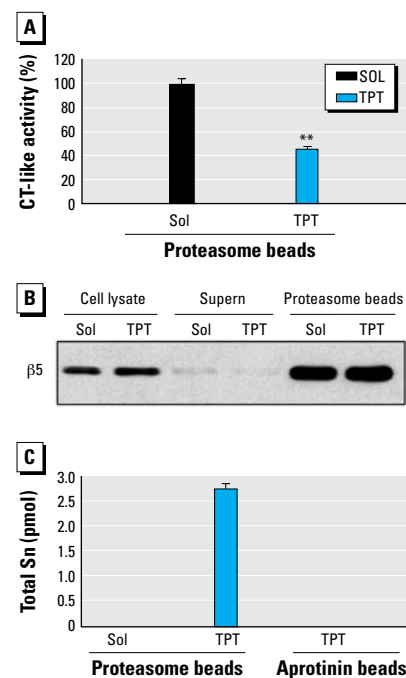 A
CT-like activity (%)
120
100
80
60
40
20
0
SOL
TPT
**
Sol TPT
Proteasome beads
B
Cell lysate Supern Proteasome beads
Sol TPT Sol TPT Sol TPT
β5
C
Total Sn (pmol)
3.0
2.5
2.0
1.5
1.0
0.5
0
Sol TPT TPT
Proteasome beads Aprotinin beads